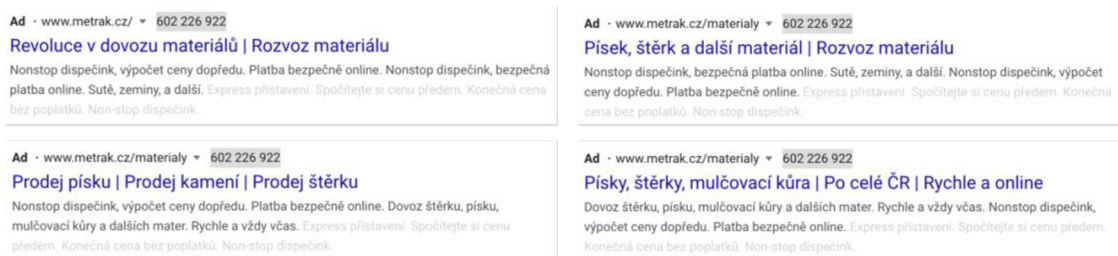 Ad · www.metrak.cz/ 602 226 922
Revoluce v dovozu materiálů | Rozvoz materiálu
Nonstop dispečink, výpočet ceny dopředu. Platba bezpečně online. Nonstop dispečink, bezpečná
platba online. Sutě, zeminy, a další. Express přistavení. Spočítejte si cenu předem. Konečná cena
bez poplatků. Non-stop dispečink.
Ad · www.metrak.cz/materialy 602 226 922
Písek, štěrk a další materiál | Rozvoz materiálu
Nonstop dispečink, bezpečná platba online. Sutě, zeminy, a další. Nonstop dispečink, výpočet
ceny dopředu. Platba bezpečně online. Express přistavení. Spočítejte si cenu předem. Konečná
cena bez poplatků. Non-stop dispečink.
Ad · www.metrak.cz/materialy 602 226 922
Prodej písku | Prodej kamení | Prodej štěrku
Nonstop dispečink, výpočet ceny dopředu. Platba bezpečně online. Dovoz štěrku, písku,
mulčovací kůry a dalších mater. Rychle a vždy včas. Express přistavení. Spočítejte si cenu
předem. Konečná cena bez poplatků. Non-stop dispečink.
Ad · www.metrak.cz/materialy 602 226 922
Písky, štěrky, mulčovací kůra | Po celé ČR | Rychle a online
Dovoz štěrku, písku, mulčovací kůry a dalších mater. Rychle a vždy včas. Nonstop dispečink,
výpočet ceny dopředu. Platba bezpečně online. Express přistavení. Spočítejte si cenu předem.
Konečná cena bez poplatků. Non-stop dispečink.